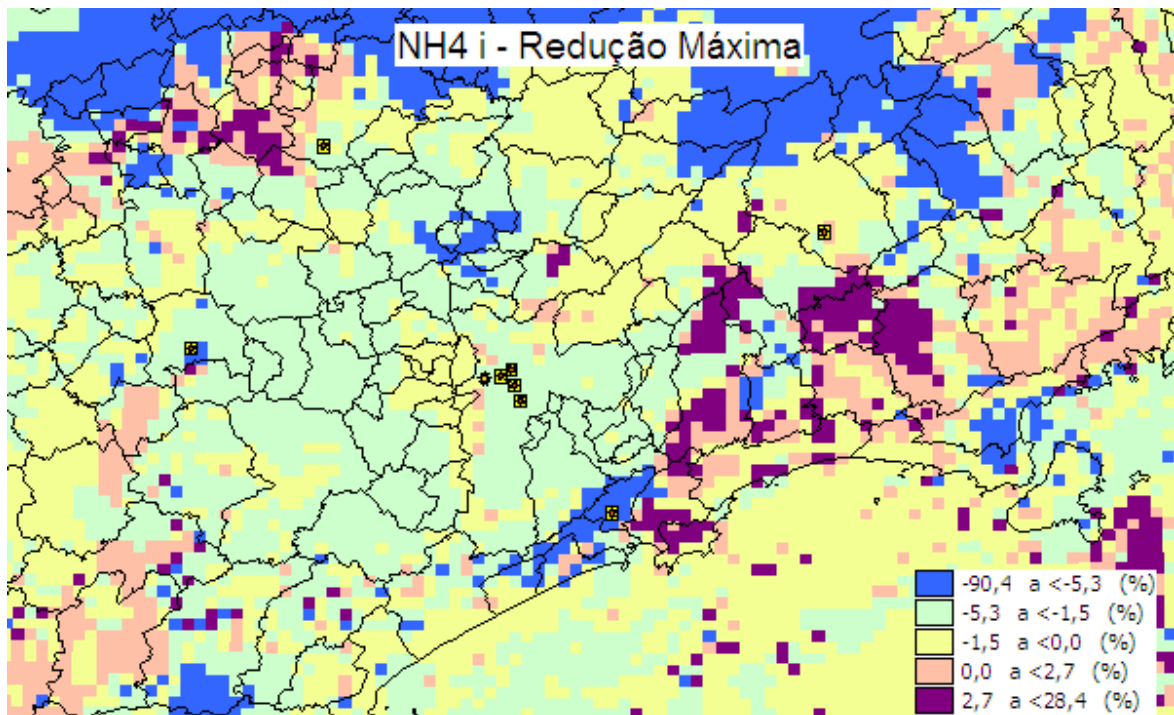 NH4 i - Redução Máxima
-90,4 a <-5,3 (%)
-5,3 a <-1,5 (%)
-1,5 a <0,0 (%)
0,0 a <2,7 (%)
2,7 a <28,4 (%)